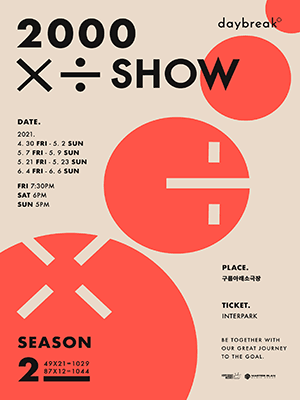 2000
daybreak
×÷SHOW
DATE.
2021.
4. 30 FRI - 5. 2 SUN
5. 7 FRI - 5. 9 SUN
5. 21 FRI - 5. 23 SUN
6. 4 FRI - 6. 6 SUN
FRI 7:30PM
SAT 6PM
SUN 5PM
PLACE.
구름아래소극장
TICKET.
INTERPARK
SEASON
2
49X21=1029
87X12=1044
BE TOGETHER WITH
OUR GREAT JOURNEY
TO THE GOAL.